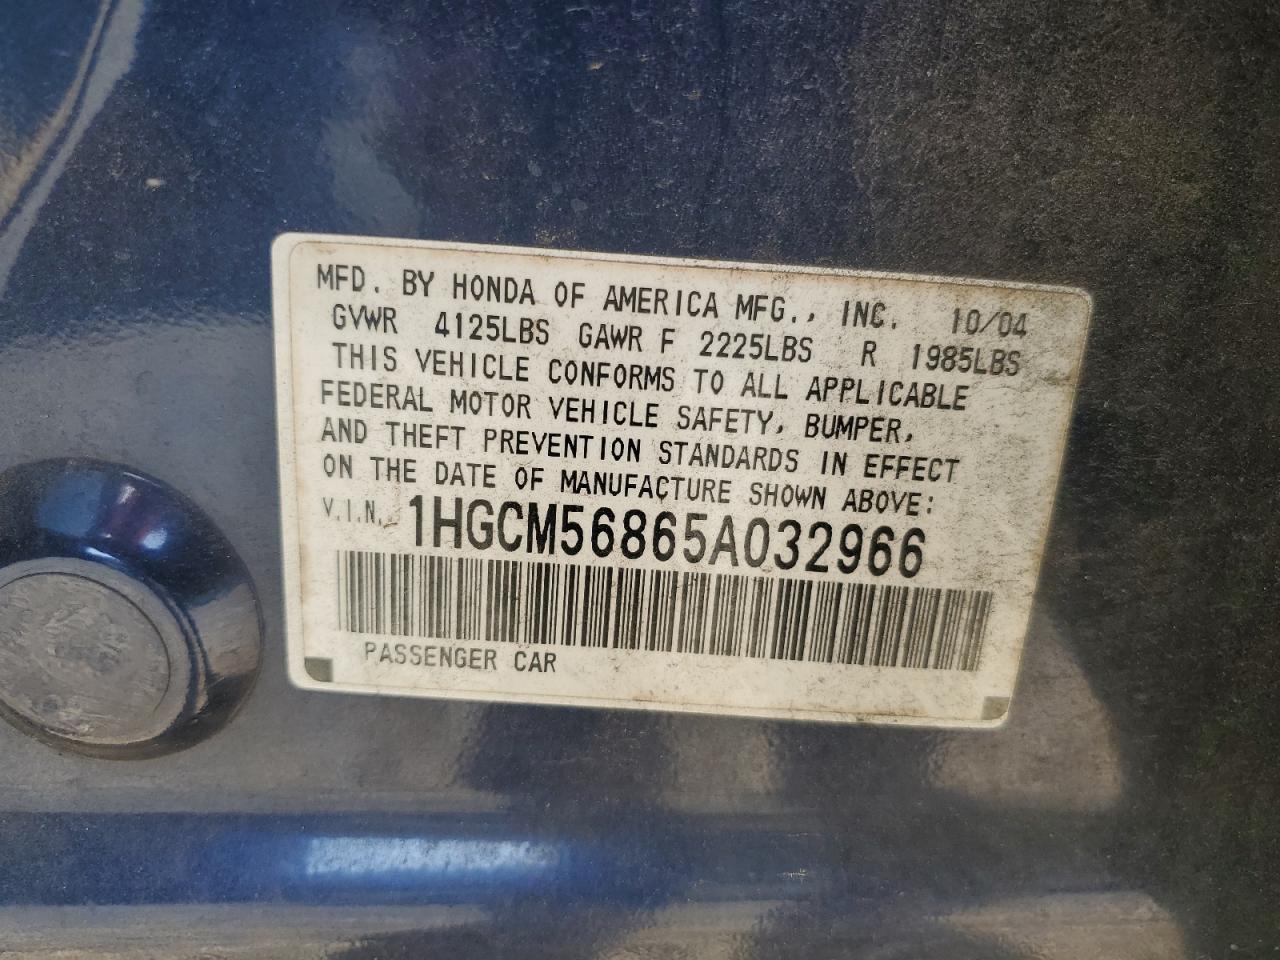 MFD. BY HONDA OF AMERICA MFG., INC. 10/04
GVWR 4125LBS GAWR F 2225LBS R 1985LBS
THIS VEHICLE CONFORMS TO ALL APPLICABLE
FEDERAL MOTOR VEHICLE SAFETY, BUMPER,
AND THEFT PREVENTION STANDARDS IN EFFECT
ON THE DATE OF MANUFACTURE SHOWN ABOVE:
V.I.N. 1HGCM56865A032966
PASSENGER CAR